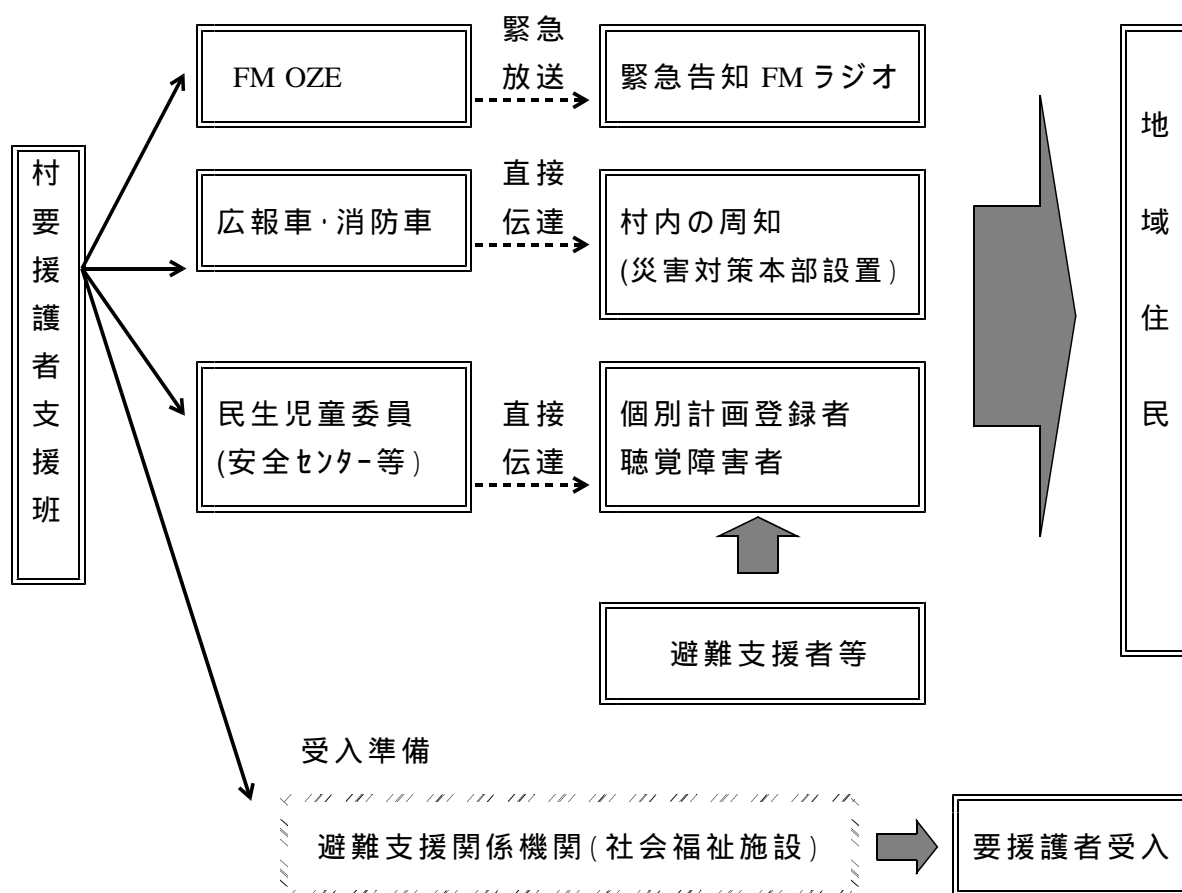 村要援護者支援班
FM OZE
緊急
放送
緊急告知 FM ラジオ
広報車・消防車
直接
伝達
村内の周知
(災害対策本部設置)
民生児童委員
(安全ｾﾝﾀｰ等)
直接
伝達
個別計画登録者
聴覚障害者
避難支援者等
地域住民
受入準備
避難支援関係機関(社会福祉施設)
要援護者受入